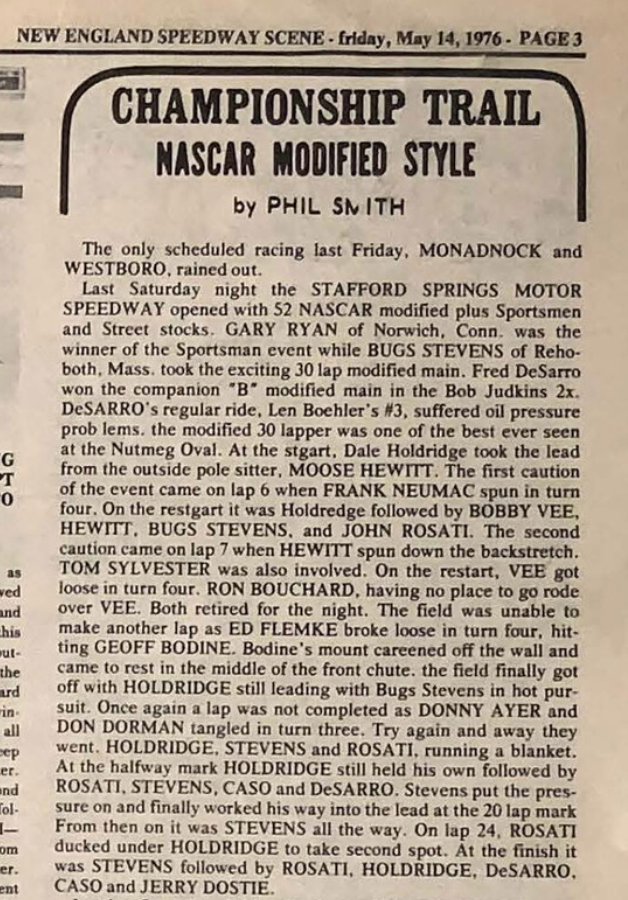 NEW ENGLAND SPEEDWAY SCENE - friday, May 14, 1976 - PAGE 3
CHAMPIONSHIP TRAIL
NASCAR MODIFIED STYLE
by PHIL SMITH
The only scheduled racing last Friday, MONADNOCK and
WESTBORO, rained out.
Last Saturday night the STAFFORD SPRINGS MOTOR
SPEEDWAY opened with 52 NASCAR modified plus Sportsmen
and Street stocks. GARY RYAN of Norwich, Conn. was the
winner of the Sportsman event while BUGS STEVENS of Reho-
both, Mass. took the exciting 30 lap modified main. Fred DeSarro
won the companion "B" modified main in the Bob Judkins 2x.
DeSARRO's regular ride, Len Boehler's #3, suffered oil pressure
prob lems. the modified 30 lapper was one of the best ever seen
at the Nutmeg Oval. At the stgart, Dale Holdridge took the lead
from the outside pole sitter, MOOSE HEWITT. The first caution
of the event came on lap 6 when FRANK NEUMAC spun in turn
four. On the restgart it was Holdredge followed by BOBBY VEE,
HEWITT, BUGS STEVENS, and JOHN ROSATI. The second
caution came on lap 7 when HEWITT spun down the backstretch.
TOM SYLVESTER was also involved. On the restart, VEE got
loose in turn four. RON BOUCHARD, having no place to go rode
over VEE. Both retired for the night. The field was unable to
make another lap as ED FLEMKE broke loose in turn four, hit-
ting GEOFF BODINE. Bodine's mount careened off the wall and
came to rest in the middle of the front chute. the field finally got
off with HOLDRIDGE still leading with Bugs Stevens in hot pur-
suit. Once again a lap was not completed as DONNY AYER and
DON DORMAN tangled in turn three. Try again and away they
went. HOLDRIDGE, STEVENS and ROSATI, running a blanket.
At the halfway mark HOLDRIDGE still held his own followed by
ROSATI, STEVENS, CASO and DeSARRO. Stevens put the pres-
sure on and finally worked his way into the lead at the 20 lap mark
From then on it was STEVENS all the way. On lap 24, ROSATI
ducked under HOLDRIDGE to take second spot. At the finish it
was STEVENS followed by ROSATI, HOLDRIDGE, DeSARRO,
CASO and JERRY DOSTIE.